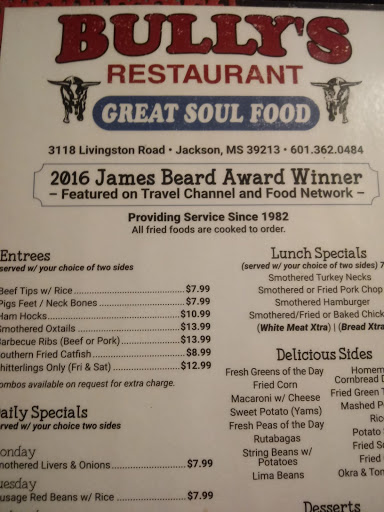 BULLY'S
RESTAURANT
GREAT SOUL FOOD
3118 Livingston Road • Jackson, MS 39213 • 601.362.0484
2016 James Beard Award Winner
– Featured on Travel Channel and Food Network –
Providing Service Since 1982
All fried foods are cooked to order.
Entrees
served w/ your choice of two sides
Beef Tips w/ Rice $7.99
Pigs Feet / Neck Bones $7.99
Ham Hocks $10.99
Smothered Oxtails $13.99
Barbecue Ribs (Beef or Pork) $13.99
Southern Fried Catfish $8.99
Chitterlings Only (Fri & Sat) $12.99
Combos available on request for extra charge.
Daily Specials
served w/ your choice two sides
Monday
Smothered Livers & Onions $7.99
Tuesday
Sausage Red Beans w/ Rice $7.99
Lunch Specials
(served w/ your choice of two sides) 7
Smothered Turkey Necks
Smothered or Fried Pork Chop
Smothered Hamburger
Smothered/Fried or Baked Chick
(White Meat Xtra) | (Bread Xtra
Delicious Sides
Fresh Greens of the Day
Fried Corn
Macaroni w/ Cheese
Sweet Potato (Yams)
Fresh Peas of the Day
Rutabagas
String Beans w/
Potatoes
Lima Beans
Homem
Cornbread D
Fried Green T
Mashed P
Ric
Potato
Fried
Fried
Okra & Tom
Desserts